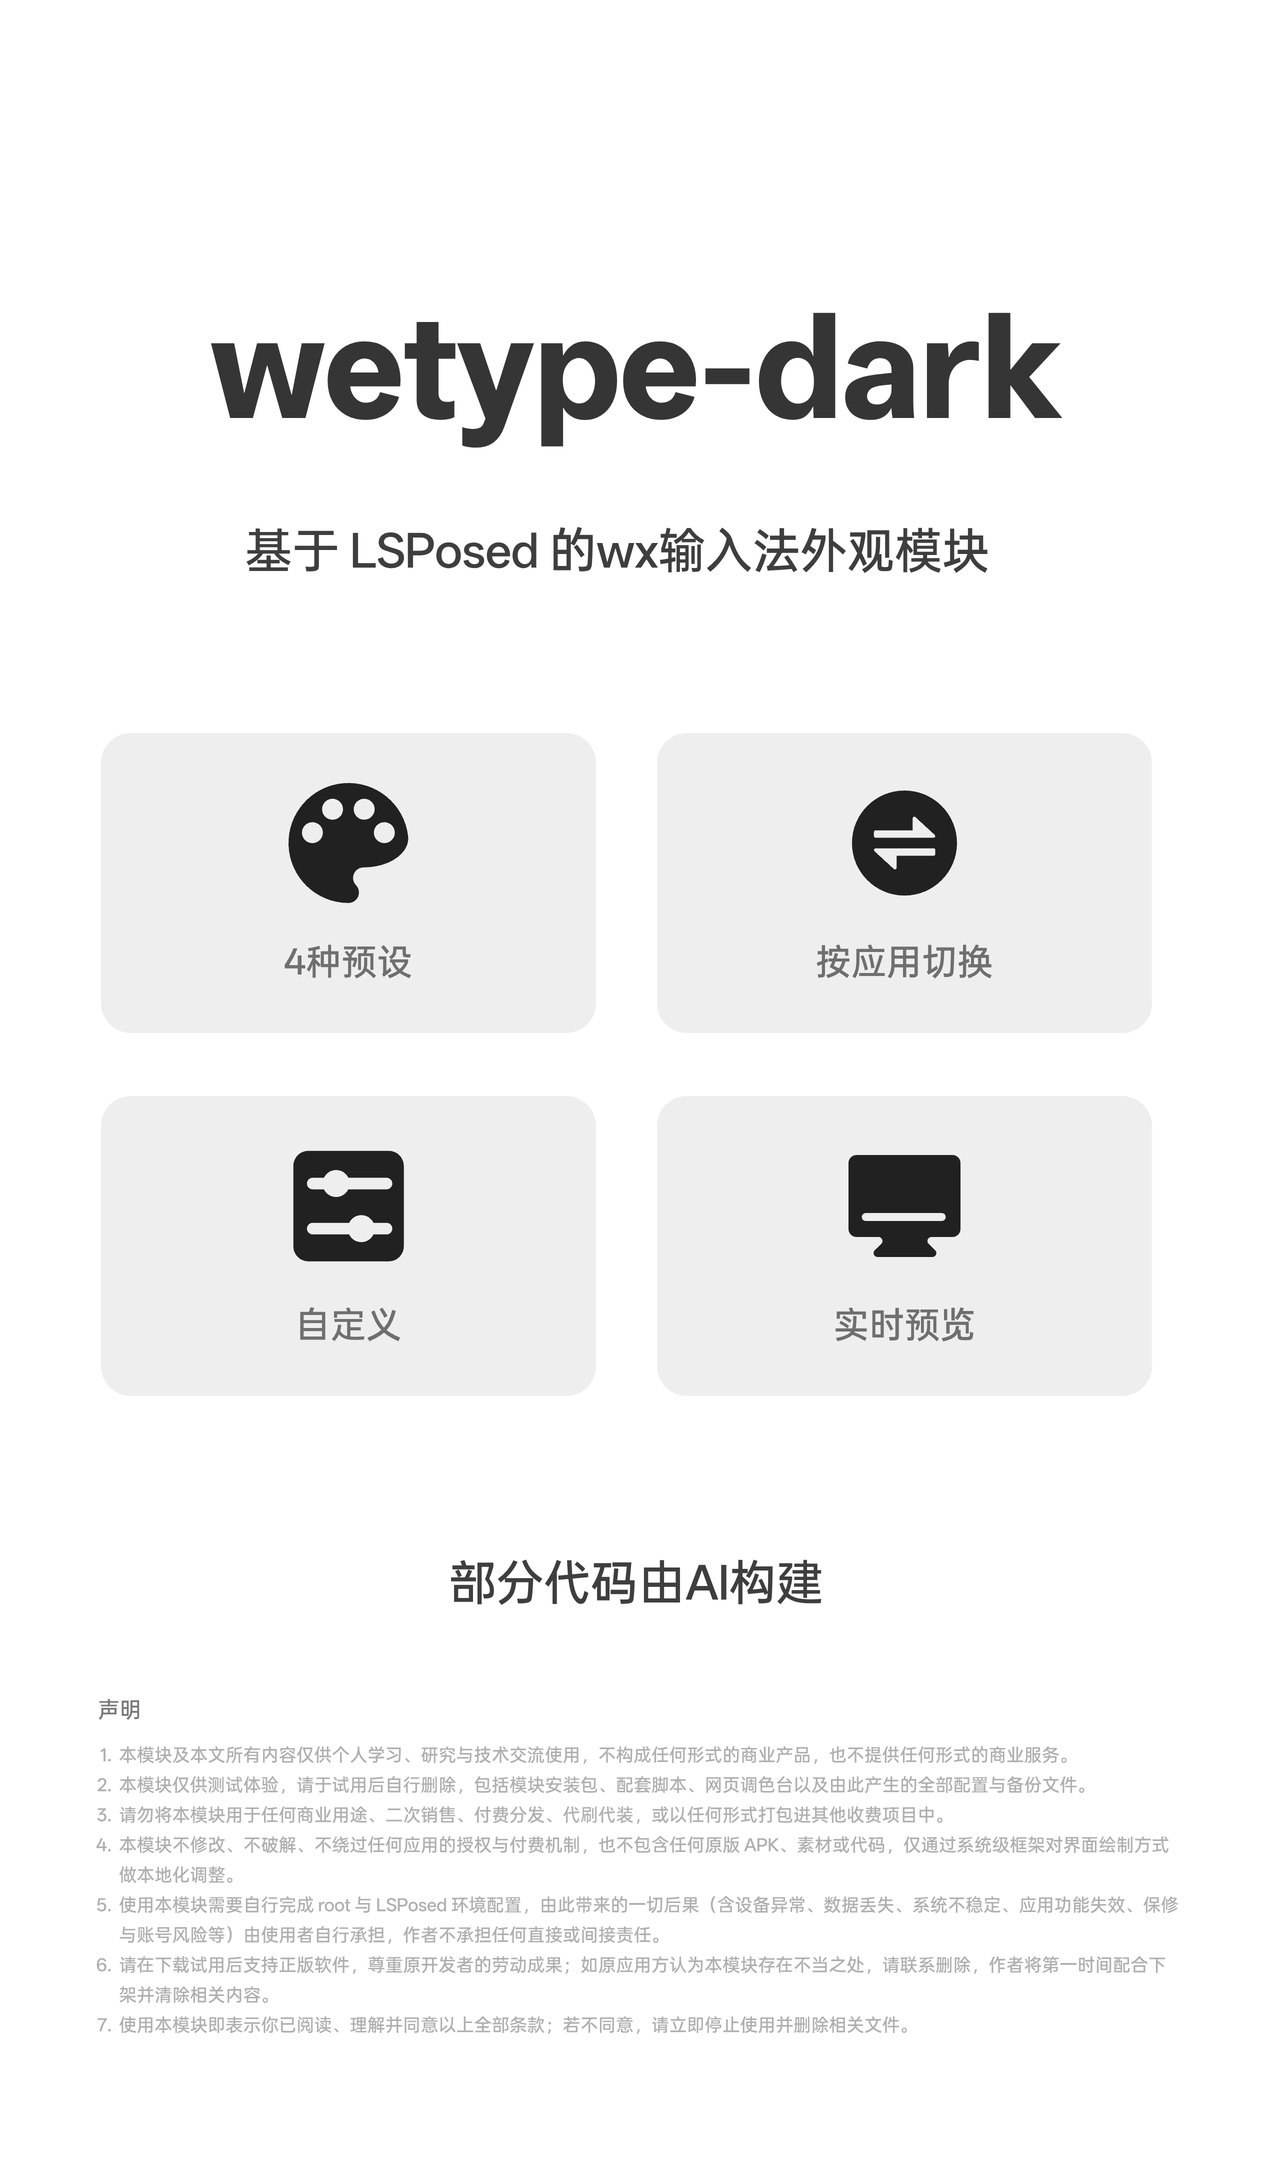 wetype-dark
基于 LSPosed 的wx输入法外观模块
4种预设
按应用切换
自定义
实时预览
部分代码由AI构建
声明
1. 本模块及本文所有内容仅供个人学习、研究与技术交流使用，不构成任何形式的商业产品，也不提供任何形式的商业服务。
2. 本模块仅供测试体验，请于试用后自行删除，包括模块安装包、配套脚本、网页调色台以及由此产生的全部配置与备份文件。
3. 请勿将本模块用于任何商业用途、二次销售、付费分发、代刷代装，或以任何形式打包进其他收费项目中。
4. 本模块不修改、不破解、不绕过任何应用的授权与付费机制，也不包含任何原版 APK、素材或代码，仅通过系统级框架对界面绘制方式
做本地化调整。
5. 使用本模块需要自行完成 root 与 LSPosed 环境配置，由此带来的一切后果（含设备异常、数据丢失、系统不稳定、应用功能失效、保修
与账号风险等）由使用者自行承担，作者不承担任何直接或间接责任。
6. 请在下载试用后支持正版软件，尊重原开发者的劳动成果；如原应用方认为本模块存在不当之处，请联系删除，作者将第一时间配合下
架并清除相关内容。
7. 使用本模块即表示你已阅读、理解并同意以上全部条款；若不同意，请立即停止使用并删除相关文件。